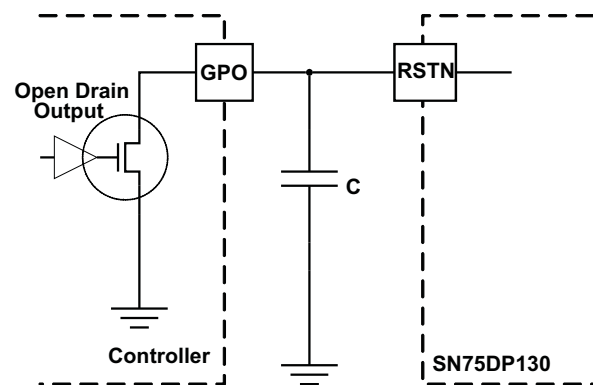 GPO
RSTN
Open Drain
Output
C
Controller
SN75DP130